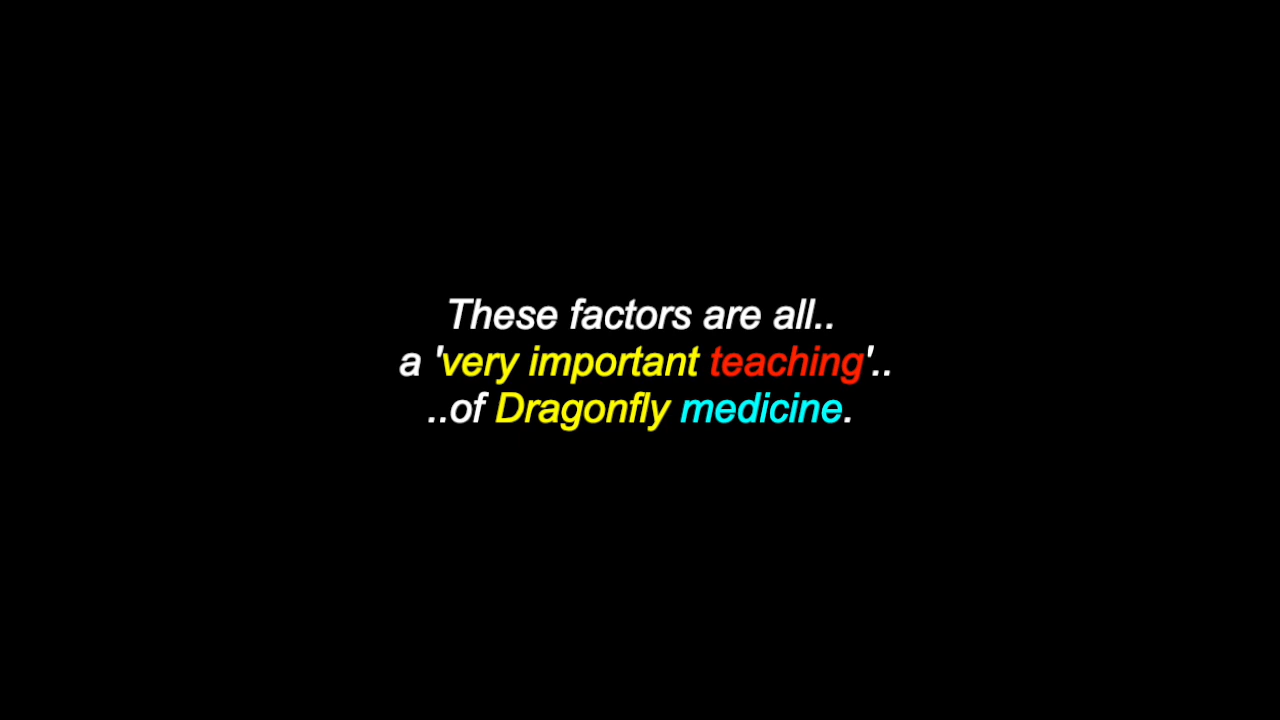 These factors are all..
a 'very important teaching'..
..of Dragonfly medicine.